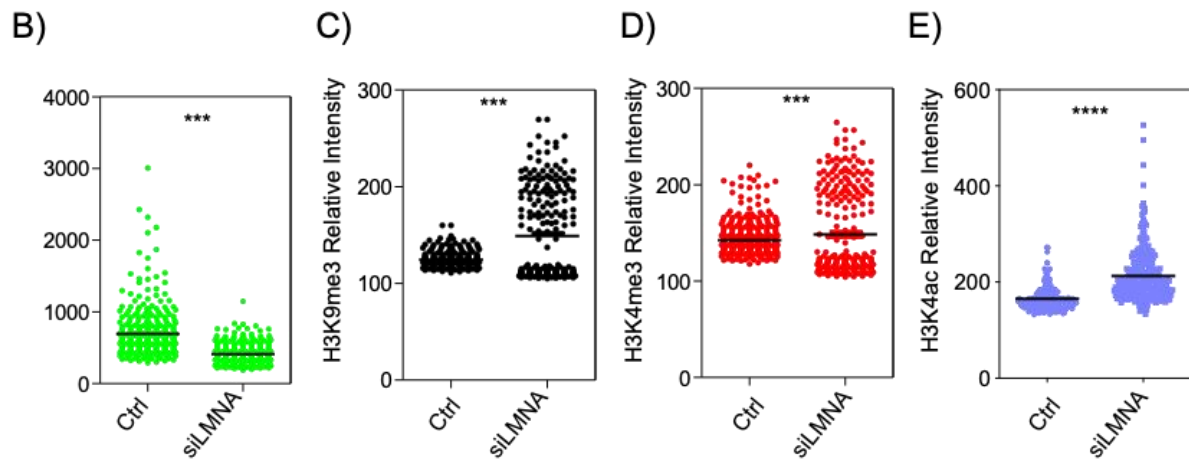 B)
4000
3000
2000
1000
0
***
Ctrl
siLMNA
C)
H3K9me3 Relative Intensity
300
200
100
0
***
Ctrl
siLMNA
D)
H3K4me3 Relative Intensity
300
200
100
0
***
Ctrl
siLMNA
E)
H3K4ac Relative Intensity
600
400
200
0
****
Ctrl
siLMNA